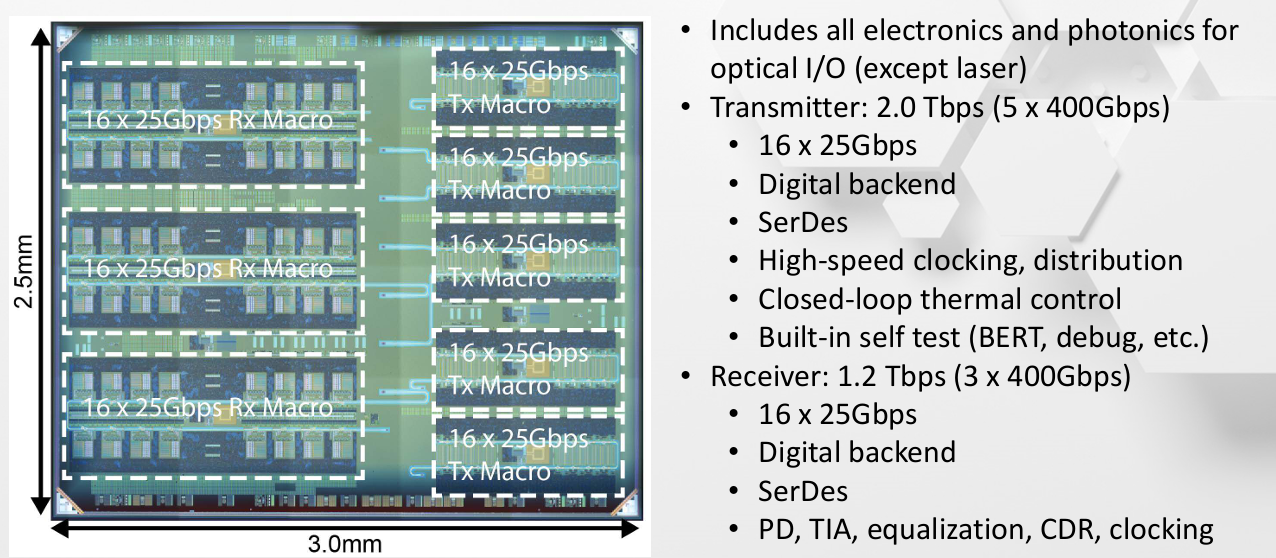 16 x 25Gbps Rx Macro
16 x 25Gbps Rx Macro
16 x 25Gbps Rx Macro
16 x 25Gbps
Tx Macro
16 x 25Gbps
Tx Macro
16 x 25Gbps
Tx Macro
16 x 25Gbps
Tx Macro
16 x 25Gbps
Tx Macro
2.5mm
3.0mm
• Includes all electronics and photonics for
optical I/O (except laser)
• Transmitter: 2.0 Tbps (5 x 400Gbps)
• 16 x 25Gbps
• Digital backend
• SerDes
• High-speed clocking, distribution
• Closed-loop thermal control
• Built-in self test (BERT, debug, etc.)
• Receiver: 1.2 Tbps (3 x 400Gbps)
• 16 x 25Gbps
• Digital backend
• SerDes
• PD, TIA, equalization, CDR, clocking